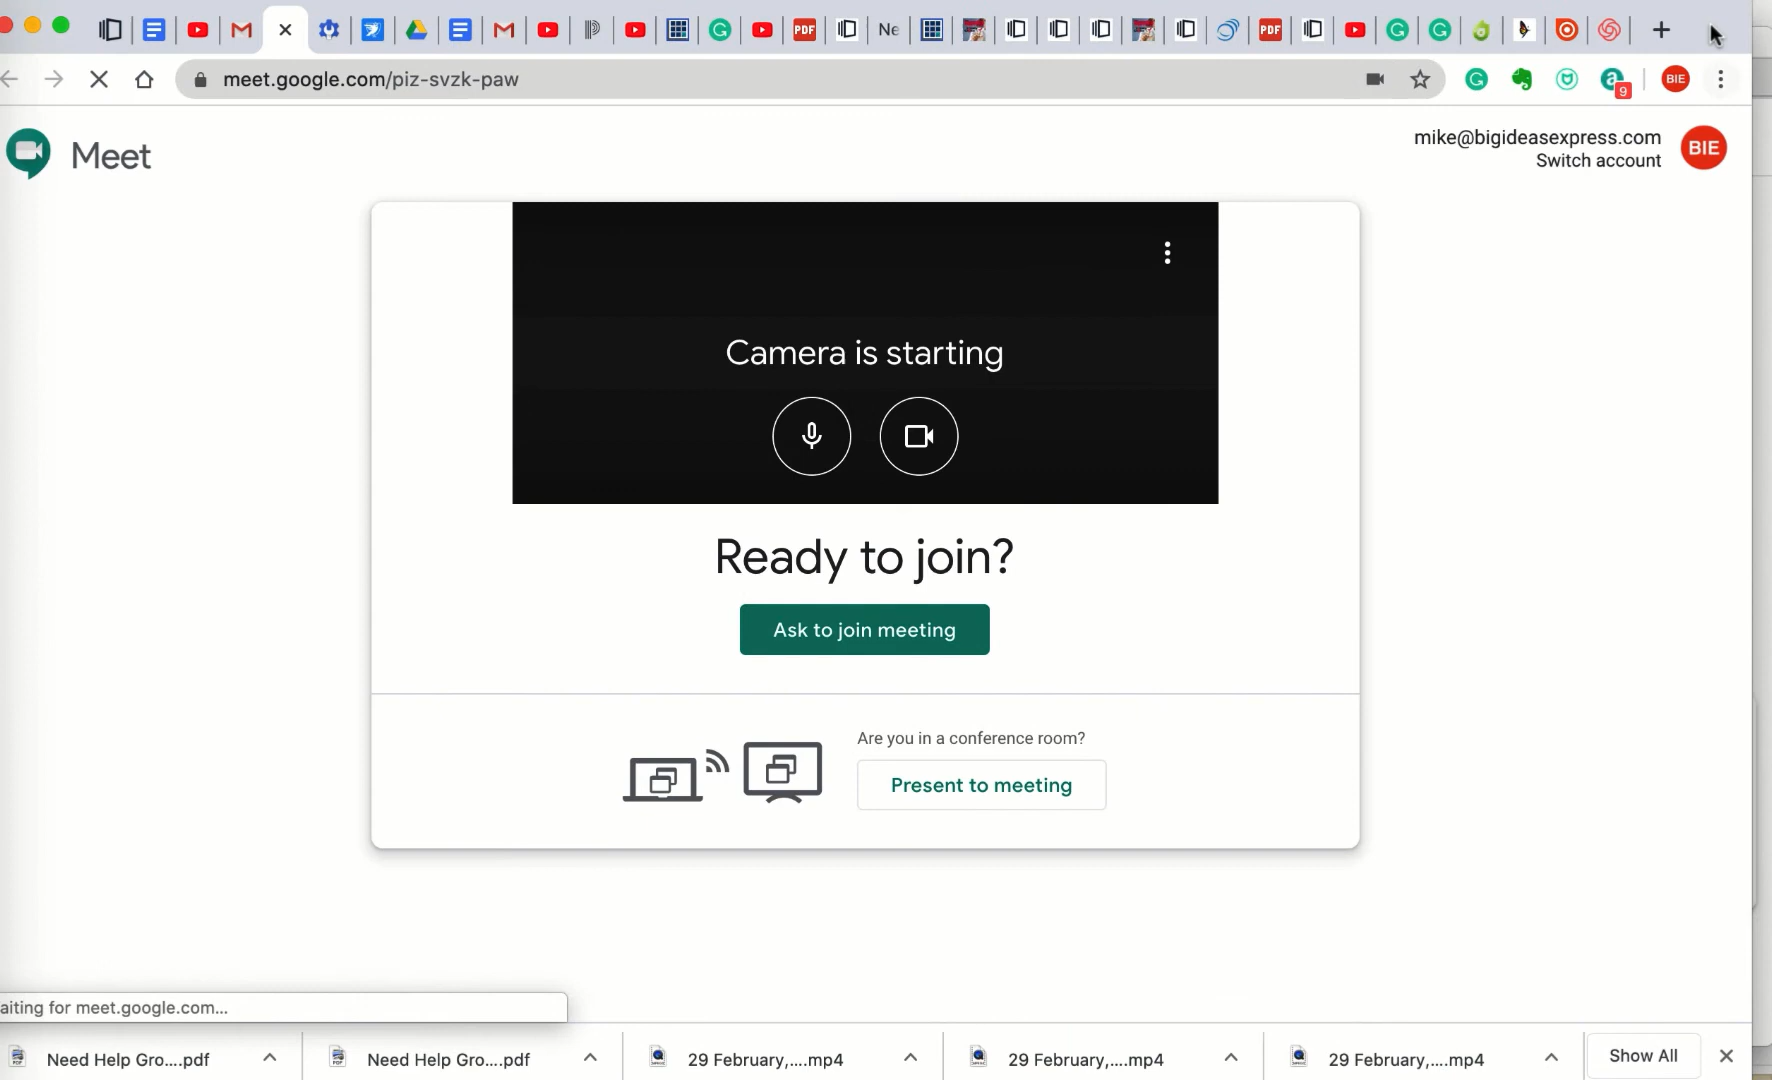 PDF
Ne
PDF
meet.google.com/piz-svzk-paw
9
BIE
Meet
mike@bigideasexpress.com
Switch account
BIE
Camera is starting
Ready to join?
Ask to join meeting
Are you in a conference room?
Present to meeting
aiting for meet.google.com...
Need Help Gro....pdf
Need Help Gro....pdf
29 February,....mp4
29 February,....mp4
29 February,....mp4
Show All